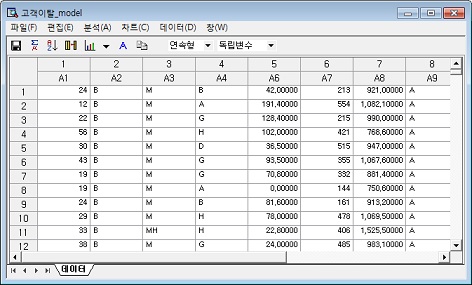 고객이탈_model
파일(F) 편집(E) 분석(A) 차트(C) 데이터(D) 창(W)
A 연속형 독립변수
1 2 3 4 5 6 7 8
A1 A2 A3 A4 A6 A7 A8 A9
1 24 B M B 42,00000 213 921,00000 A
2 12 B M A 191,40000 554 1,082,10000 A
3 22 B M G 128,40000 215 990,00000 A
4 56 B M H 102,00000 421 768,60000 A
5 30 B M D 36,50000 515 947,00000 A
6 43 B M G 93,50000 355 1,067,60000 A
7 19 B M G 70,80000 332 881,40000 A
8 19 B M A 0,00000 144 750,60000 A
9 24 B M B 81,60000 161 913,20000 A
10 29 B M H 78,00000 478 1,069,50000 A
11 33 B MH H 22,80000 406 1,525,50000 A
12 38 B M G 24,00000 485 983,10000 A
데이터